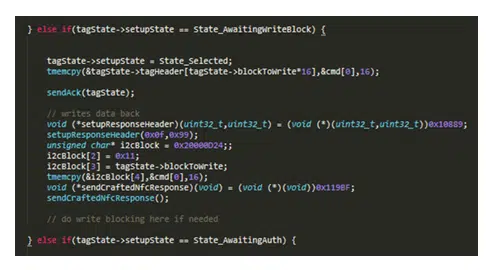 } else if(tagState->setupState == State_AwaitingWriteBlock) {
tagState->setupState = State_Selected;
tmemcpy(&tagState->tagHeader[tagState->blockToWrite*16],&cmd[0],16);
sendAck(tagState);
// writes data back
void (*setupResponseHeader)(uint32_t,uint32_t) = (void (*)(uint32_t,uint32_t))0x10889;
setupResponseHeader(0x0f,0x99);
unsigned char* i2cBlock = 0x20000D24;;
i2cBlock[2] = 0x11;
i2cBlock[3] = tagState->blockToWrite;
tmemcpy(&i2cBlock[4],&cmd[0],16);
void (*sendCraftedNfcResponse)(void) = (void (*)(void))0x119BF;
sendCraftedNfcResponse();
// do write blocking here if needed
} else if(tagState->setupState == State_AwaitingAuth) {